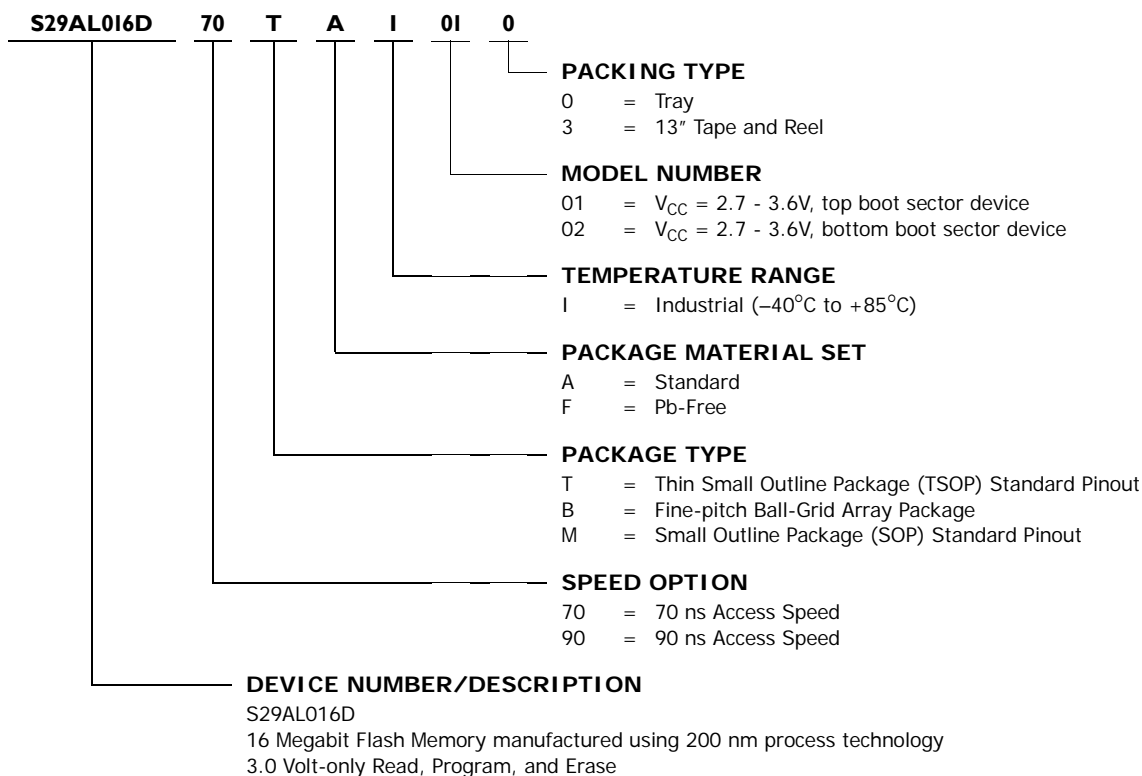 S29AL016D 70 T A I 01 0
PACKING TYPE
0 = Tray
3 = 13″ Tape and Reel
MODEL NUMBER
01 = VCC = 2.7 - 3.6V, top boot sector device
02 = VCC = 2.7 - 3.6V, bottom boot sector device
TEMPERATURE RANGE
I = Industrial (–40°C to +85°C)
PACKAGE MATERIAL SET
A = Standard
F = Pb-Free
PACKAGE TYPE
T = Thin Small Outline Package (TSOP) Standard Pinout
B = Fine-pitch Ball-Grid Array Package
M = Small Outline Package (SOP) Standard Pinout
SPEED OPTION
70 = 70 ns Access Speed
90 = 90 ns Access Speed
DEVICE NUMBER/DESCRIPTION
S29AL016D
16 Megabit Flash Memory manufactured using 200 nm process technology
3.0 Volt-only Read, Program, and Erase